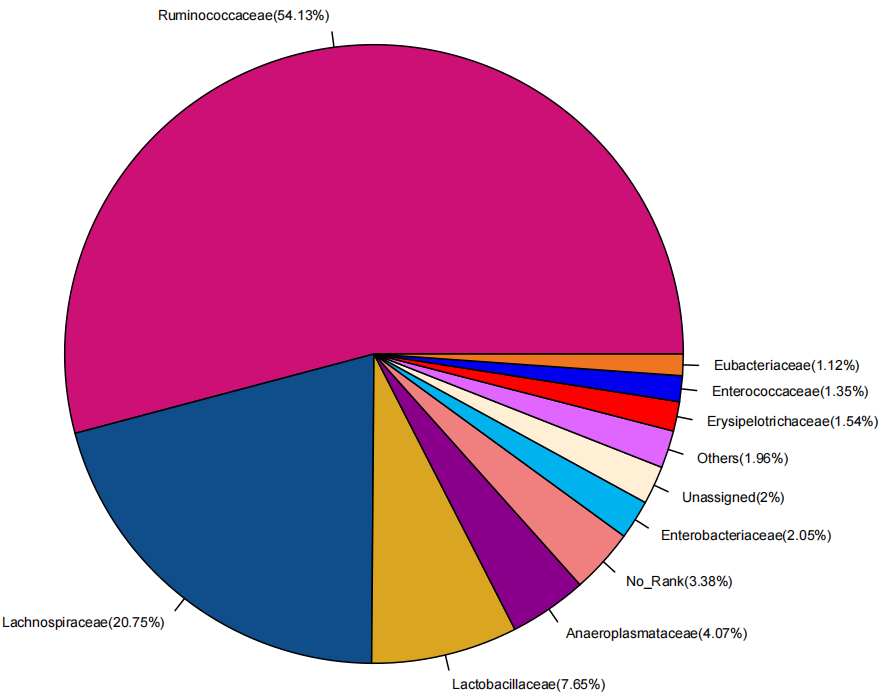 Ruminococcaceae(54.13%)
Eubacteriaceae(1.12%)
Enterococcaceae(1.35%)
Erysipelotrichaceae(1.54%)
Others(1.96%)
Unassigned(2%)
Enterobacteriaceae(2.05%)
No_Rank(3.38%)
Lachnospiraceae(20.75%)
Anaeroplasmataceae(4.07%)
Lactobacillaceae(7.65%)